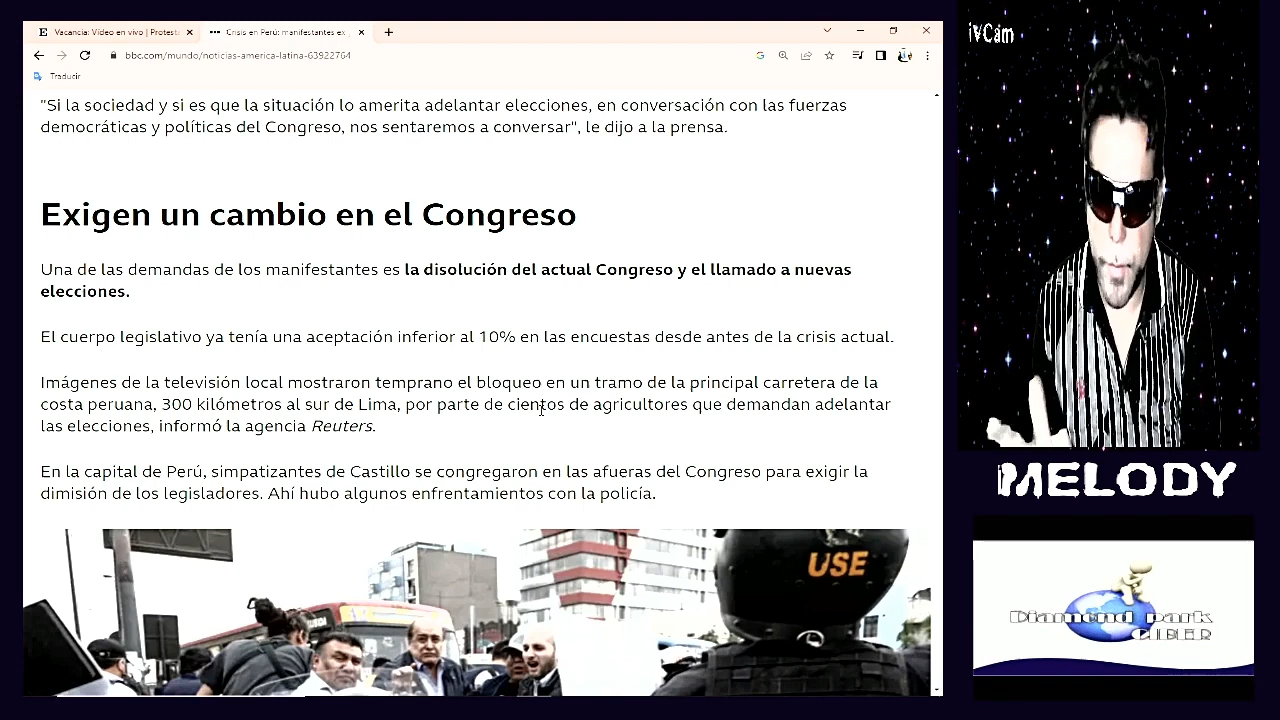 Vacancia: Vídeo en vivo | Protest
Crisis en Perú: manifestantes ex
bbc.com/mundo/noticias-america-latina-63922764
Traducir
"Si la sociedad y si es que la situación lo amerita adelantar elecciones, en conversación con las fuerzas
democráticas y políticas del Congreso, nos sentaremos a conversar", le dijo a la prensa.
Exigen un cambio en el Congreso
Una de las demandas de los manifestantes es la disolución del actual Congreso y el llamado a nuevas
elecciones.
El cuerpo legislativo ya tenía una aceptación inferior al 10% en las encuestas desde antes de la crisis actual.
Imágenes de la televisión local mostraron temprano el bloqueo en un tramo de la principal carretera de la
costa peruana, 300 kilómetros al sur de Lima, por parte de cientos de agricultores que demandan adelantar
las elecciones, informó la agencia Reuters.
En la capital de Perú, simpatizantes de Castillo se congregaron en las afueras del Congreso para exigir la
dimisión de los legisladores. Ahí hubo algunos enfrentamientos con la policía.
USE
iVCam
MELODY
Diamond park
CIBER